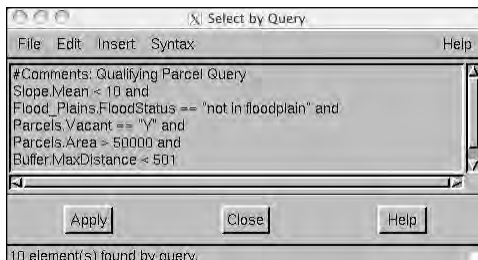 X Select by Query
File Edit Insert Syntax Help
#Comments: Qualifying Parcel Query
Slope.Mean < 10 and
Flood_Plains.FloodStatus == "not in floodplain" and
Parcels.Vacant == "Y" and
Parcels.Area > 50000 and
Buffer.MaxDistance < 501
Apply Close Help
10 element(s) found by query.